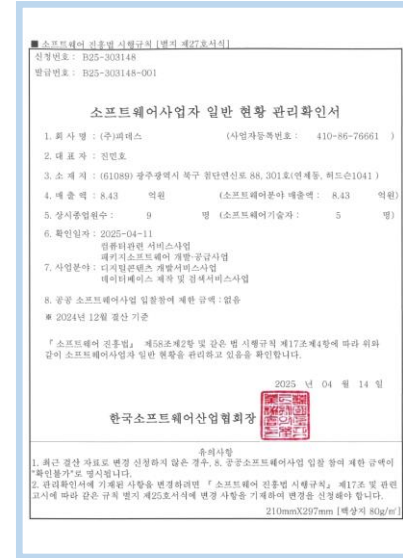 ■ 소프트웨어 진흥법 시행규칙 [별지 제27호서식]
신청번호 : B25-303148
발급번호 : B25-303148-001
소프트웨어사업자 일반 현황 관리확인서
1. 회 사 명 : (주)피데스 (사업자등록번호 : 410-86-76661 )
2. 대 표 자 : 진민호
3. 소 재 지 : (61089) 광주광역시 북구 첨단연신로 88, 301호(연제동, 허드슨1041 )
4. 매 출 액 : 8.43 억원 (소프트웨어분야 매출액 : 8.43 억원)
5. 상시종업원수 : 9 명 (소프트웨어기술자 : 5 명)
6. 확인일자 : 2025-04-11
컴퓨터관련 서비스사업
패키지소프트웨어 개발·공급사업
7. 사업분야 : 디지털콘텐츠 개발서비스사업
데이터베이스 제작 및 검색서비스사업
8. 공공 소프트웨어사업 입찰참여 제한 금액 : 없음
※ 2024년 12월 결산 기준
「소프트웨어 진흥법」 제58조제2항 및 같은 법 시행규칙 제17조제4항에 따라 위와
같이 소프트웨어사업자 일반 현황을 관리하고 있음을 확인합니다.
2025 년 04 월 14 일
한국소프트웨어산업협회장
유의사항
1. 최근 결산 자료로 변경 신청하지 않은 경우, 8. 공공소프트웨어사업 입찰 참여 제한 금액이
"확인불가"로 명시됩니다.
2. 관리확인서에 기재된 사항을 변경하려면 「소프트웨어 진흥법 시행규칙」 제17조 및 관련
고시에 따라 같은 규칙 별지 제25호서식에 변경 사항을 기재하여 변경을 신청해야 합니다.
210mmX297mm [백상지 80g/㎡]